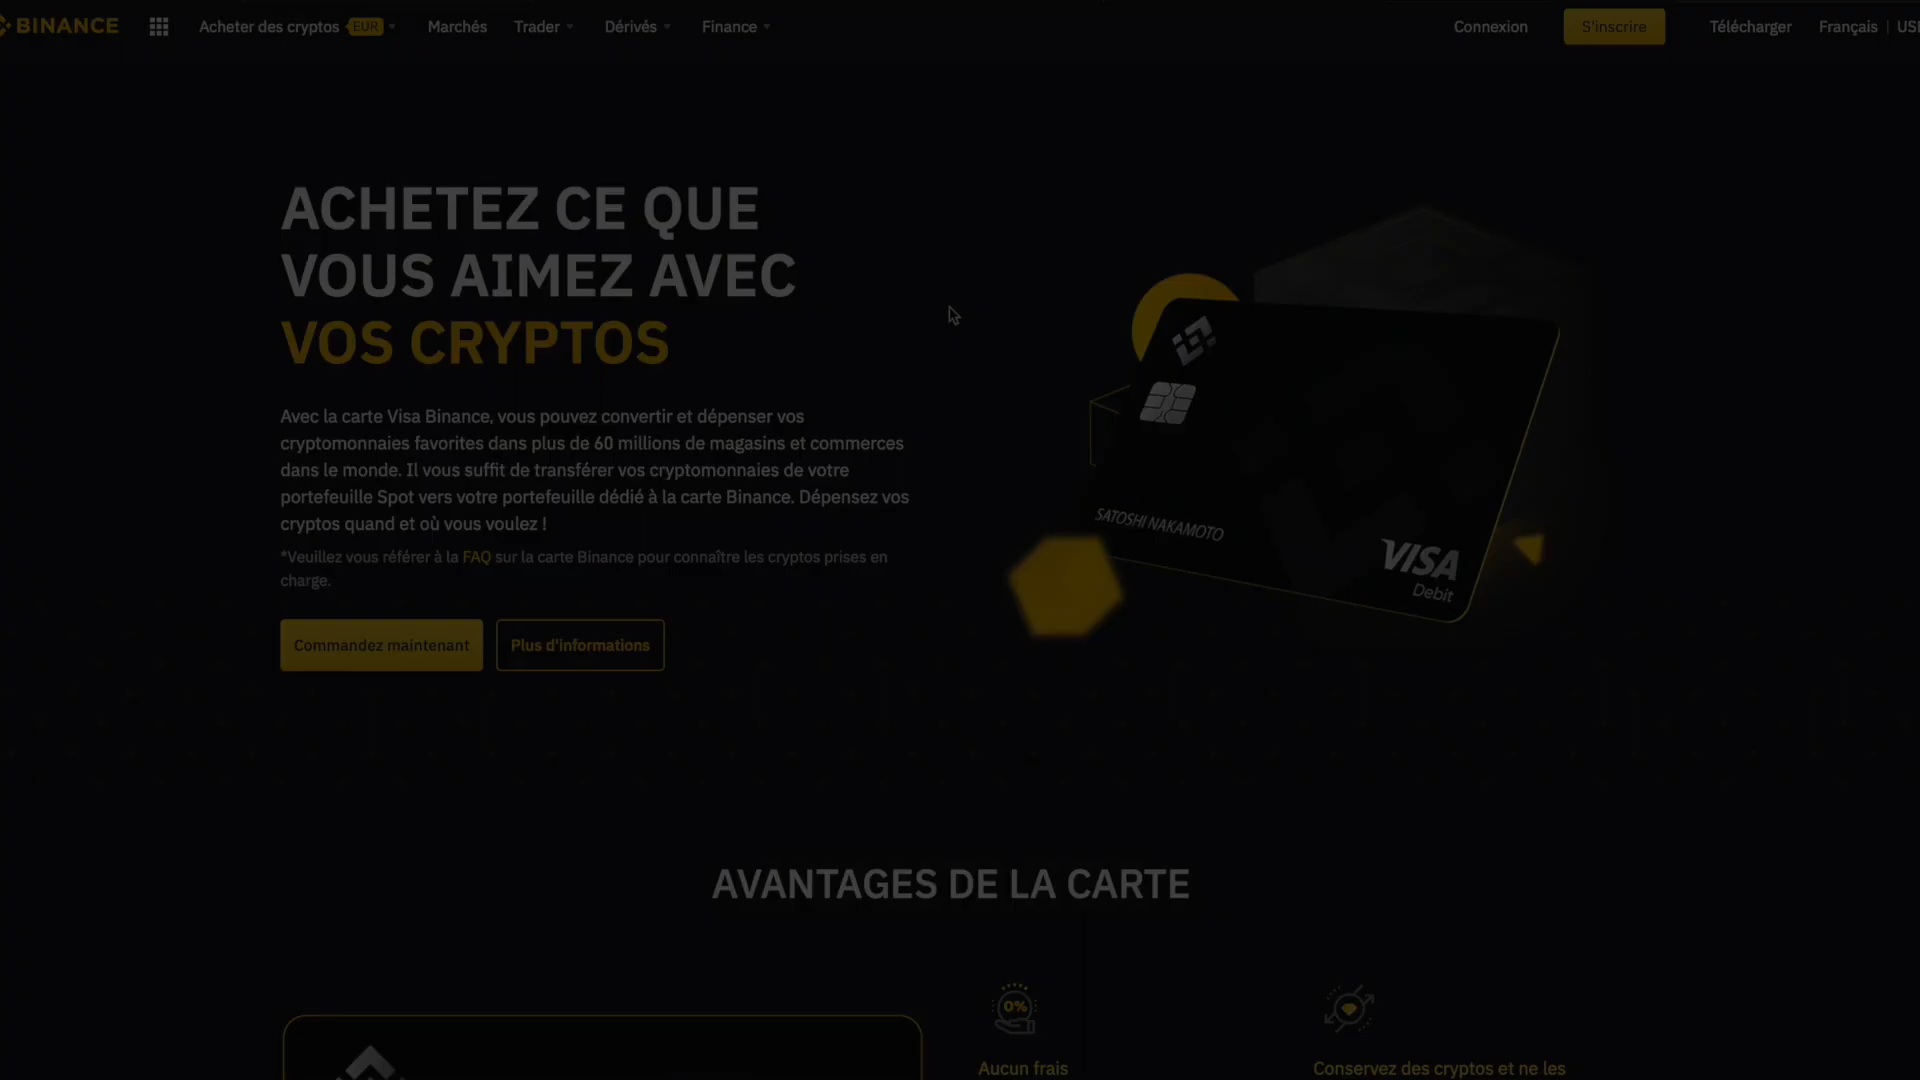 BINANCE
Acheter des cryptos EUR
Marchés
Trader
Dérivés
Finance
Connexion
S'inscrire
Télécharger
Français | US
ACHETEZ CE QUE
VOUS AIMEZ AVEC
VOS CRYPTOS
Avec la carte Visa Binance, vous pouvez convertir et dépenser vos
cryptomonnaies favorites dans plus de 60 millions de magasins et commerces
dans le monde. Il vous suffit de transférer vos cryptomonnaies de votre
portefeuille Spot vers votre portefeuille dédié à la carte Binance. Dépensez vos
cryptos quand et où vous voulez !
*Veuillez vous référer à la FAQ sur la carte Binance pour connaître les cryptos prises en
charge.
Commandez maintenant
Plus d'informations
SATOSHI NAKAMOTO
VISA
Debit
AVANTAGES DE LA CARTE
0%
Aucun frais
Conservez des cryptos et ne les